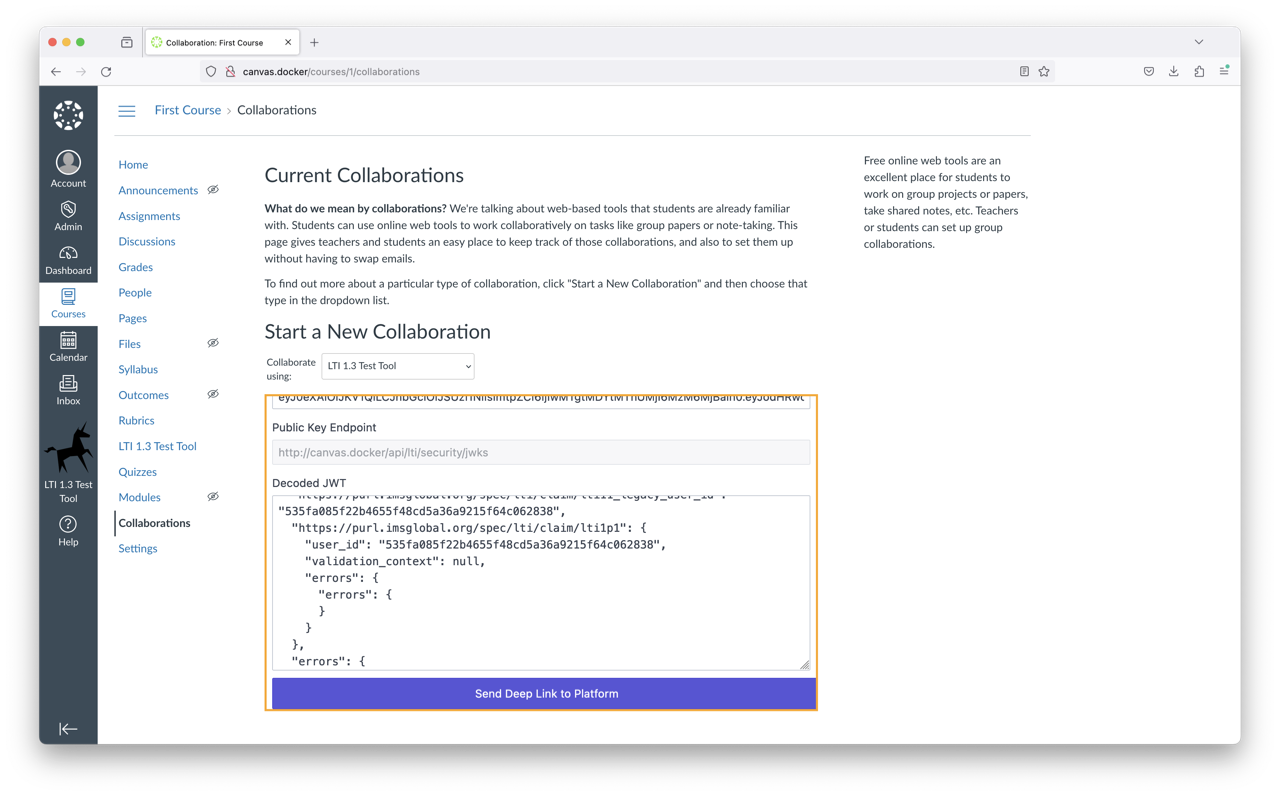 Collaboration: First Course
canvas.docker/courses/1/collaborations
First Course › Collaborations
Account
Admin
Dashboard
Courses
Calendar
Inbox
LTI 1.3 Test
Tool
Help
Home
Announcements
Assignments
Discussions
Grades
People
Pages
Files
Syllabus
Outcomes
Rubrics
LTI 1.3 Test Tool
Quizzes
Modules
Collaborations
Settings
Current Collaborations
What do we mean by collaborations? We're talking about web-based tools that students are already familiar
with. Students can use online web tools to work collaboratively on tasks like group papers or note-taking. This
page gives teachers and students an easy place to keep track of those collaborations, and also to set them up
without having to swap emails.
To find out more about a particular type of collaboration, click "Start a New Collaboration" and then choose that
type in the dropdown list.
Start a New Collaboration
Collaborate
using:
LTI 1.3 Test Tool
Public Key Endpoint
http://canvas.docker/api/lti/security/jwks
Decoded JWT
"https://purl.imsglobal.org/spec/lti/claim/lti11_legacy_user_id":
"535fa085f22b4655f48cd5a36a9215f64c062838",
"https://purl.imsglobal.org/spec/lti/claim/lti1p1": {
"user_id": "535fa085f22b4655f48cd5a36a9215f64c062838",
"validation_context": null,
"errors": {
"errors": {
}
}
},
"errors": {
Send Deep Link to Platform
Free online web tools are an
excellent place for students to
work on group projects or papers,
take shared notes, etc. Teachers
or students can set up group
collaborations.